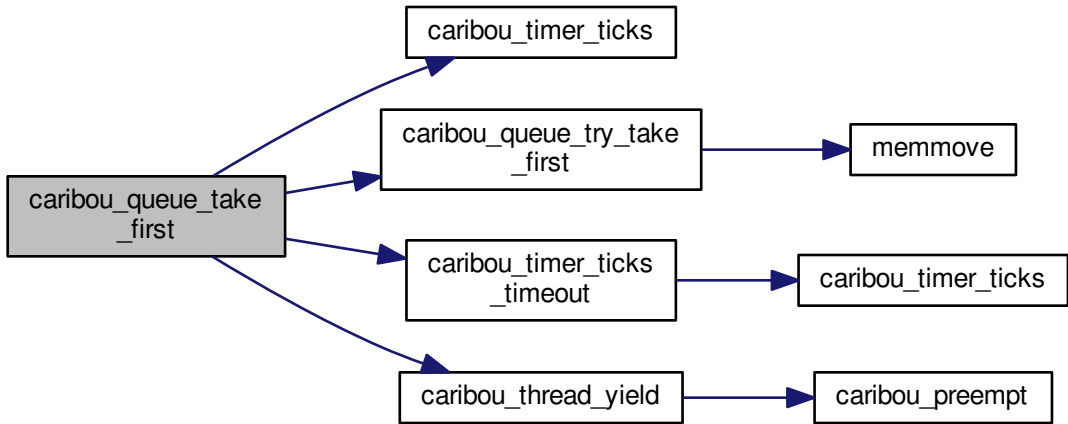 caribou_timer_ticks
caribou_queue_try_take
_first
memmove
caribou_queue_take
_first
caribou_timer_ticks
_timeout
caribou_timer_ticks
caribou_thread_yield
caribou_preempt